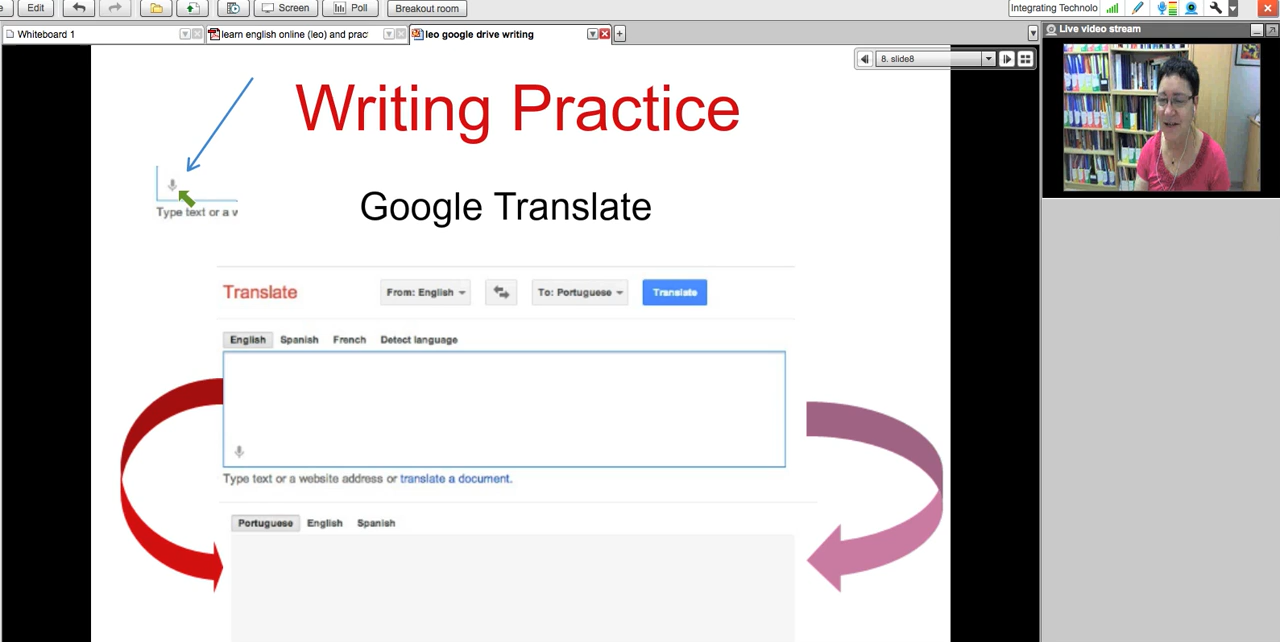 Edit Screen Poll Breakout room Integrating Technolo
Whiteboard 1 learn english online (leo) and prac leo google drive writing
Live video stream
8. slide8
Writing Practice
Type text or a w
Google Translate
Translate From: English To: Portuguese Translate
English Spanish French Detect language
Type text or a website address or translate a document.
Portuguese English Spanish